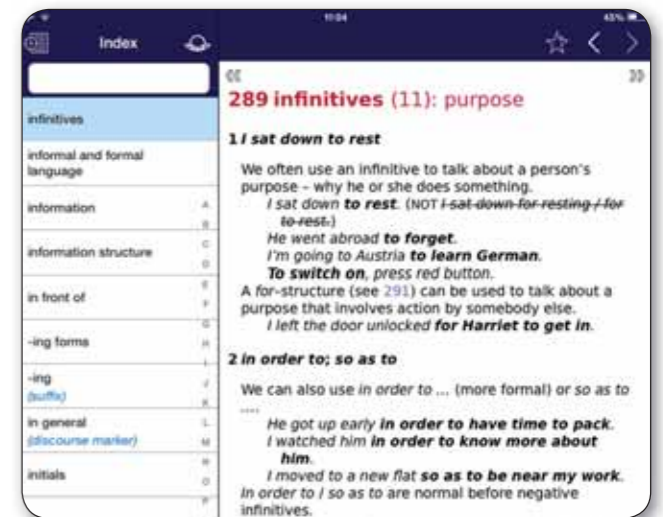 11:04
45%
Index
infinitives
informal and formal
language
information
information structure
in front of
-ing forms
-ing
(suffix)
in general
(discourse marker)
initials
A
B
C
D
E
F
G
H
I
J
K
L
M
N
O
P
289 infinitives (11): purpose
1 I sat down to rest
We often use an infinitive to talk about a person's
purpose – why he or she does something.
I sat down to rest. (NOT I sat down for resting / for
to rest.)
He went abroad to forget.
I'm going to Austria to learn German.
To switch on, press red button.
A for-structure (see 291) can be used to talk about a
purpose that involves action by somebody else.
I left the door unlocked for Harriet to get in.
2 in order to; so as to
We can also use in order to ... (more formal) or so as to
....
He got up early in order to have time to pack.
I watched him in order to know more about
him.
I moved to a new flat so as to be near my work.
In order to / so as to are normal before negative
infinitives.